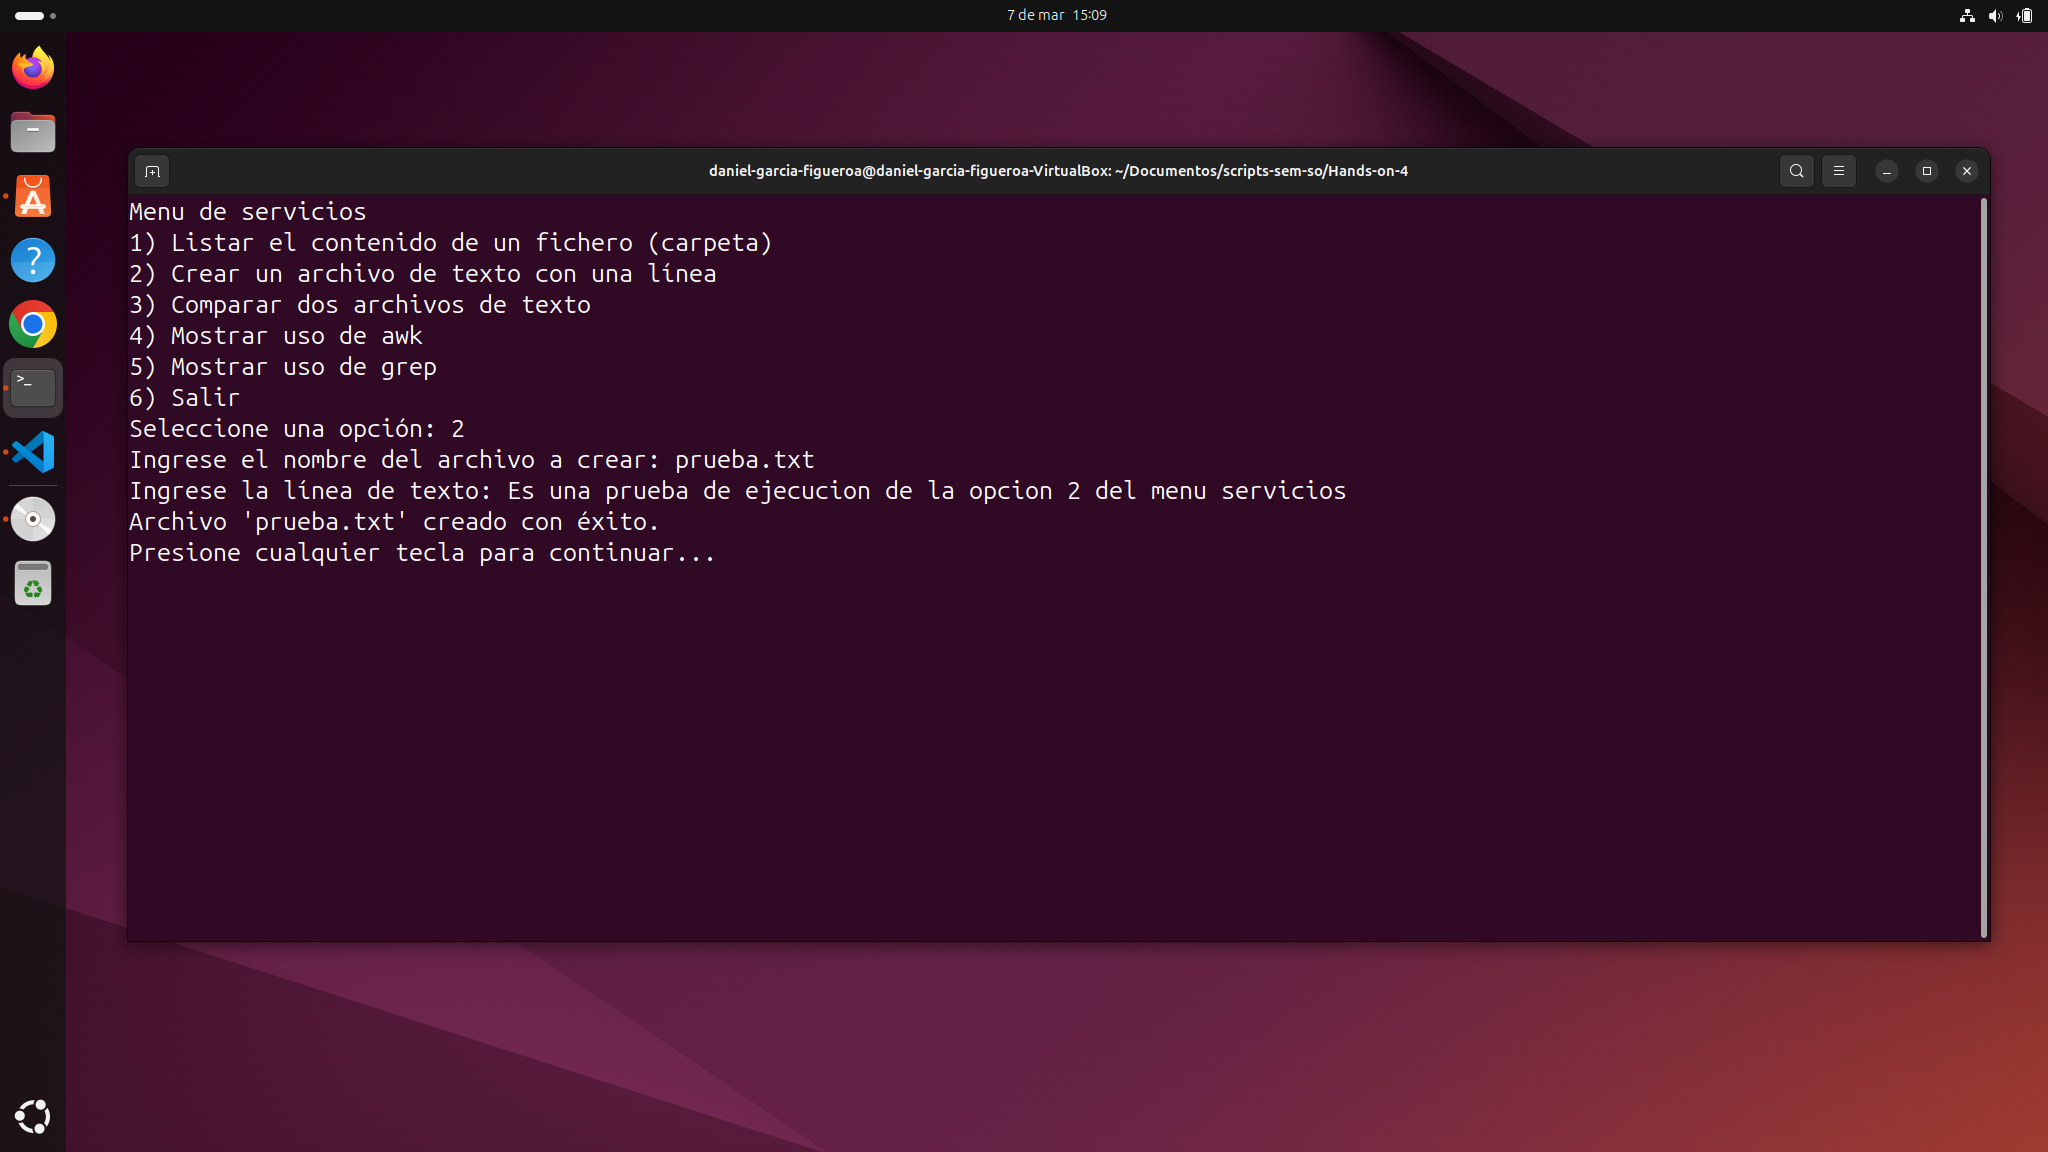 7 de mar 15:09
daniel-garcia-figueroa@daniel-garcia-figueroa-VirtualBox: ~/Documentos/scripts-sem-so/Hands-on-4
Menu de servicios
1) Listar el contenido de un fichero (carpeta)
2) Crear un archivo de texto con una línea
3) Comparar dos archivos de texto
4) Mostrar uso de awk
5) Mostrar uso de grep
6) Salir
Seleccione una opción: 2
Ingrese el nombre del archivo a crear: prueba.txt
Ingrese la línea de texto: Es una prueba de ejecucion de la opcion 2 del menu servicios
Archivo 'prueba.txt' creado con éxito.
Presione cualquier tecla para continuar...